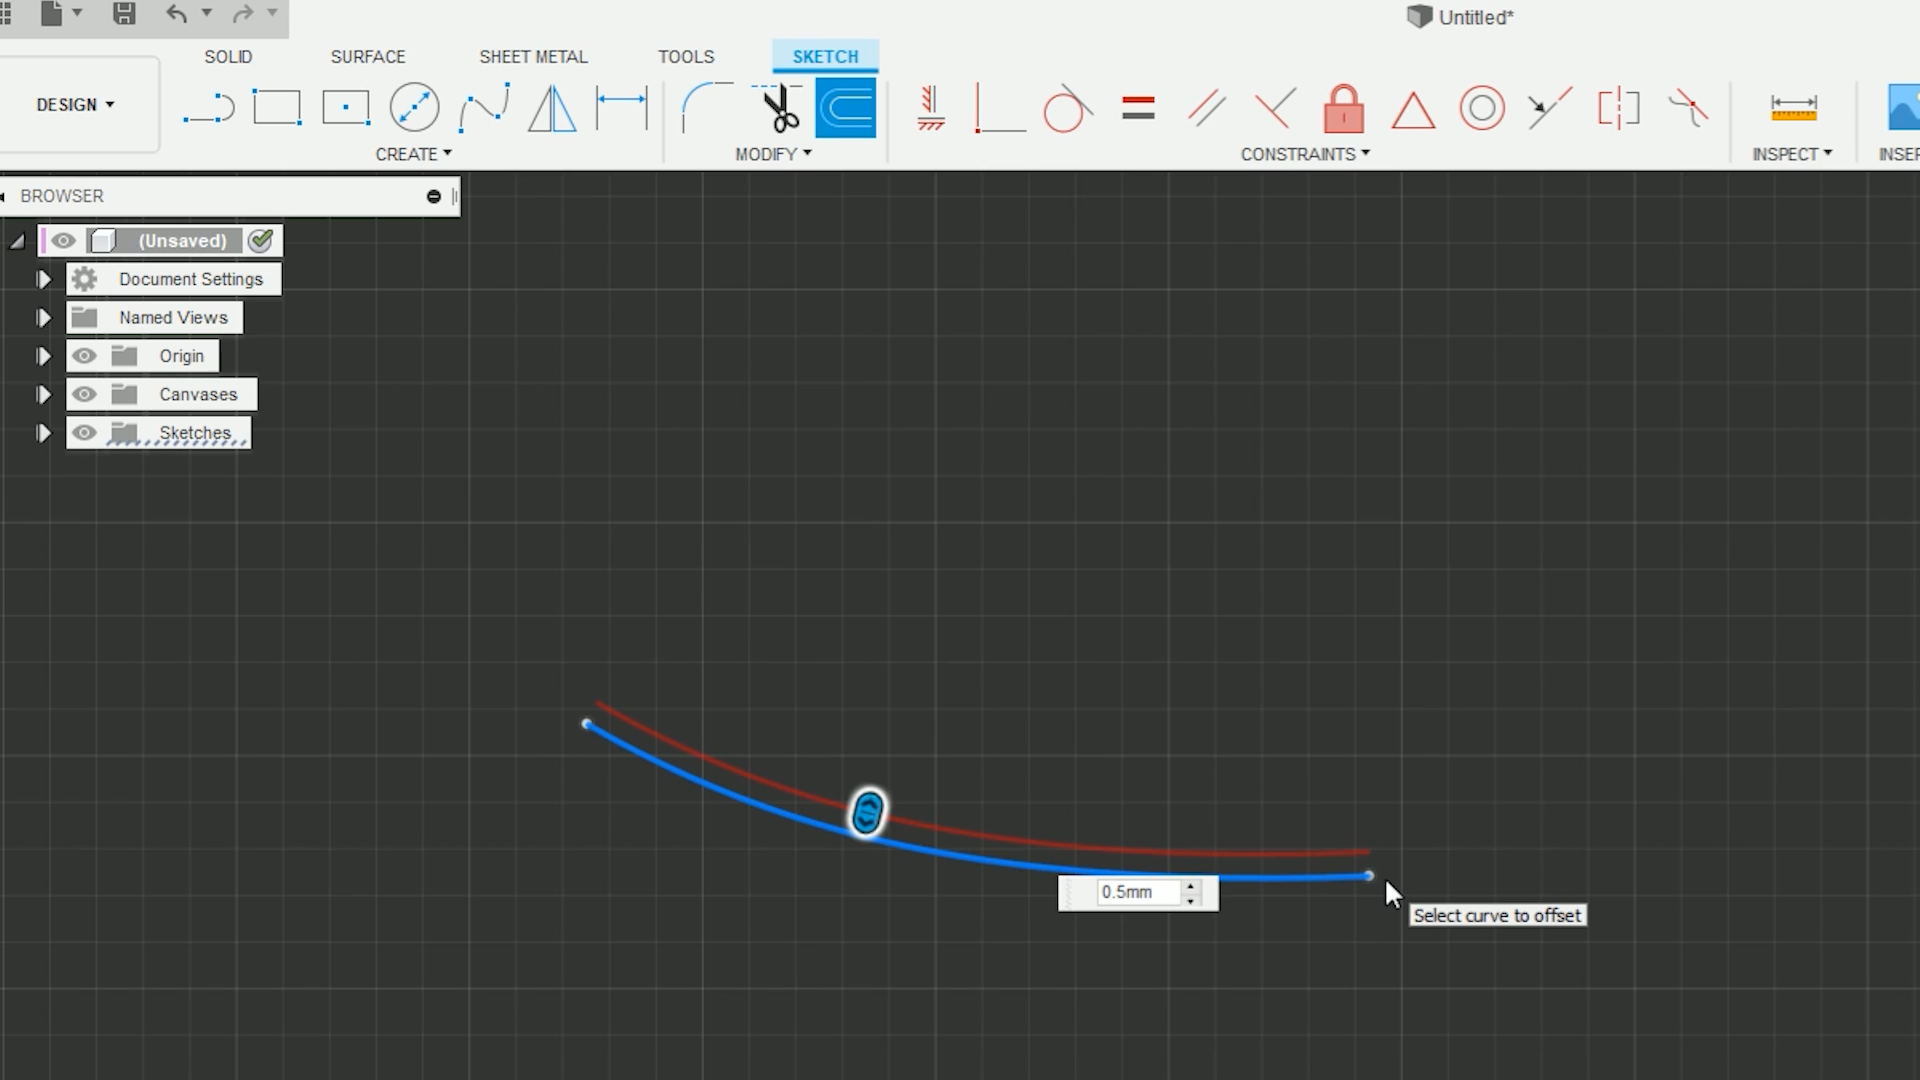 Untitled*
SOLID
SURFACE
SHEET METAL
TOOLS
SKETCH
DESIGN
CREATE
MODIFY
CONSTRAINTS
INSPECT
BROWSER
(Unsaved)
Document Settings
Named Views
Origin
Canvases
Sketches
0.5mm
Select curve to offset